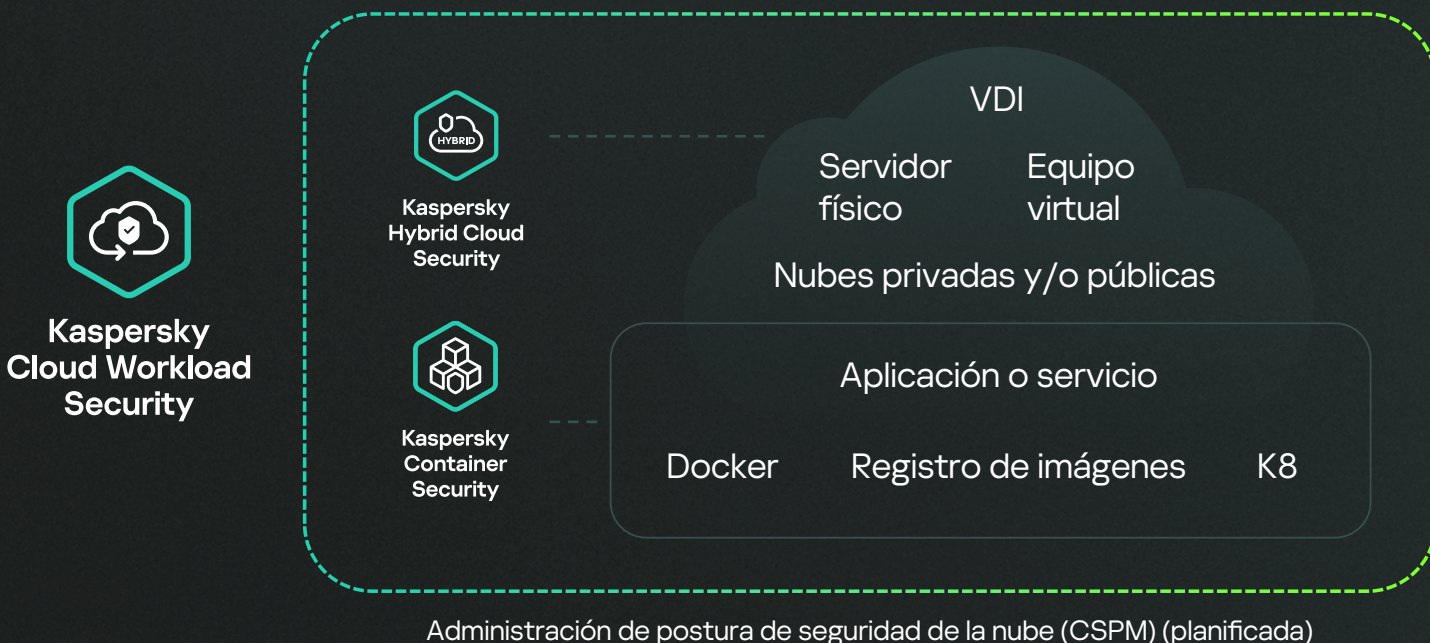 Kaspersky
Cloud Workload
Security
HYBRID
Kaspersky
Hybrid Cloud
Security
VDI
Servidor
físico
Equipo
virtual
Nubes privadas y/o públicas
Kaspersky
Container
Security
Aplicación o servicio
Docker Registro de imágenes K8
Administración de postura de seguridad de la nube (CSPM) (planificada)